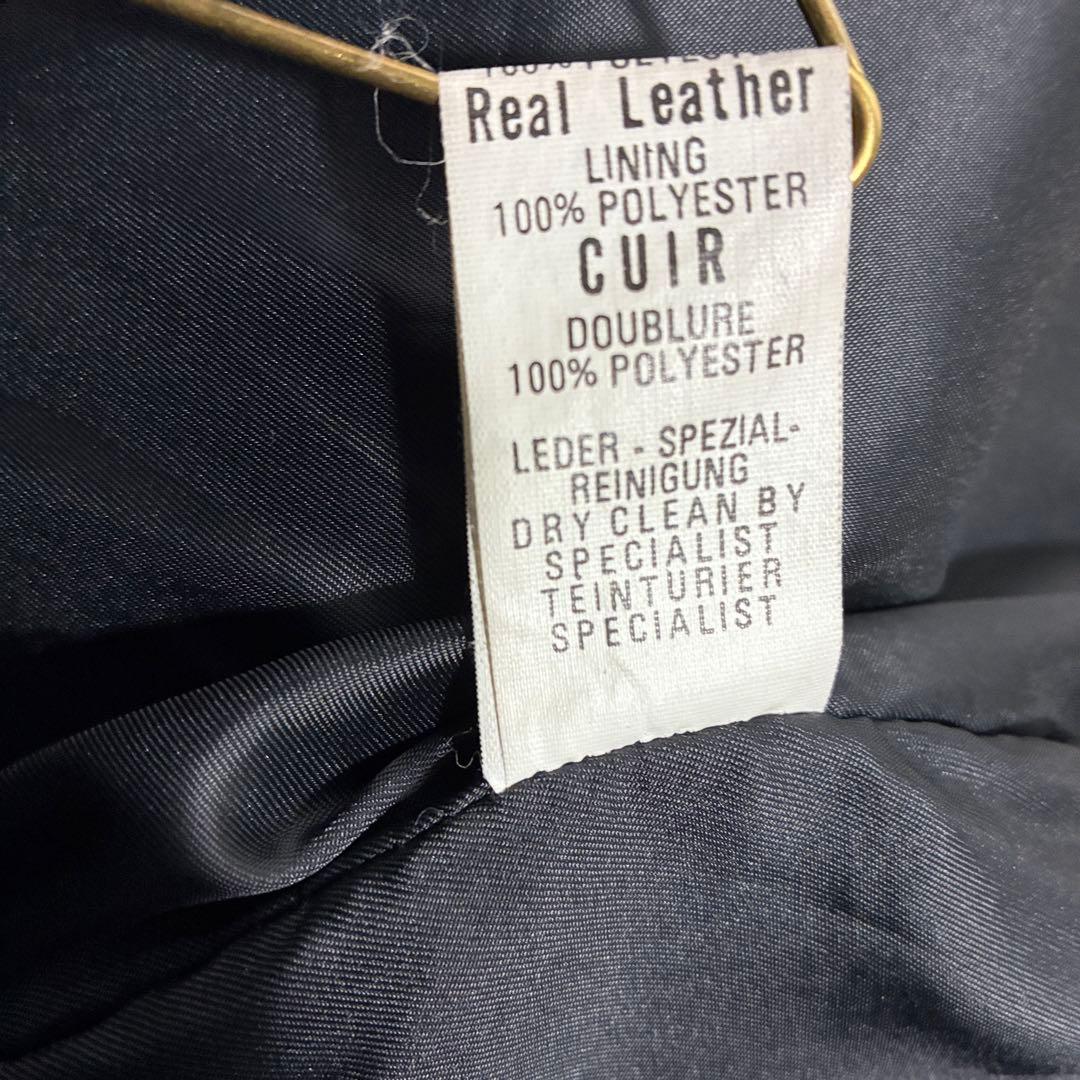 Real Leather
LINING
100% POLYESTER
CUIR
DOUBLURE
100% POLYESTER
LEDER - SPEZIAL-
REINIGUNG
DRY CLEAN BY
SPECIALIST
TEINTURIER
SPECIALIST